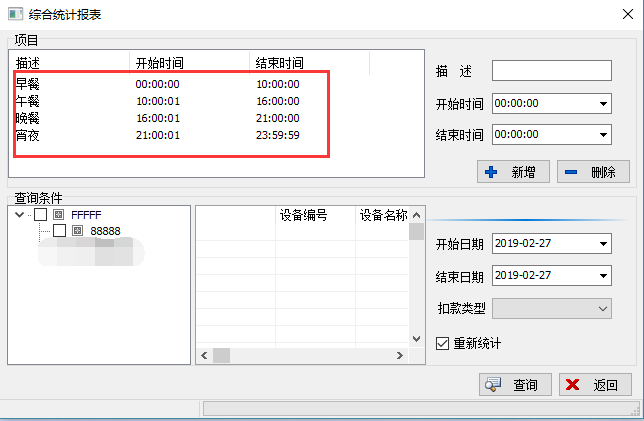 综合统计报表
项目
描述 开始时间 结束时间
早餐 00:00:00 10:00:00
午餐 10:00:01 16:00:00
晚餐 16:00:01 21:00:00
宵夜 21:00:01 23:59:59
描 述
开始时间 00:00:00
结束时间 00:00:00
新增 删除
查询条件
FFFFF
88888
设备编号 设备名称
开始日期 2019-02-27
结束日期 2019-02-27
扣款类型
重新统计
查询 返回